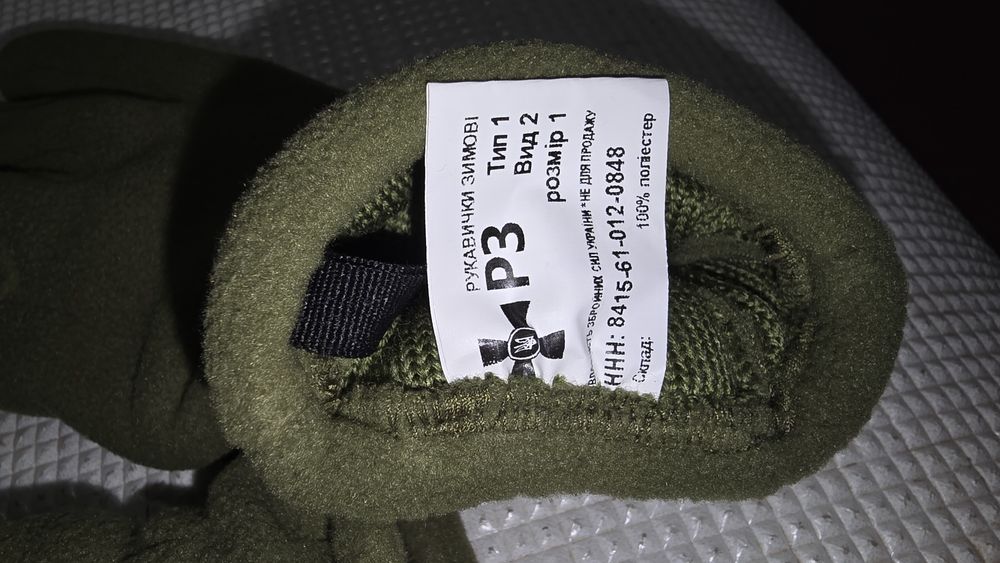 РУКАВИЧКИ ЗИМОВІ
РЗ
Тип 1
Вид 2
розмір 1
ЗБРОЙНИХ СИЛ УКРАЇНИ *НЕ ДЛЯ ПРОДАЖУ
ННН: 8415-61-012-0848
Склад: 100% поліестер